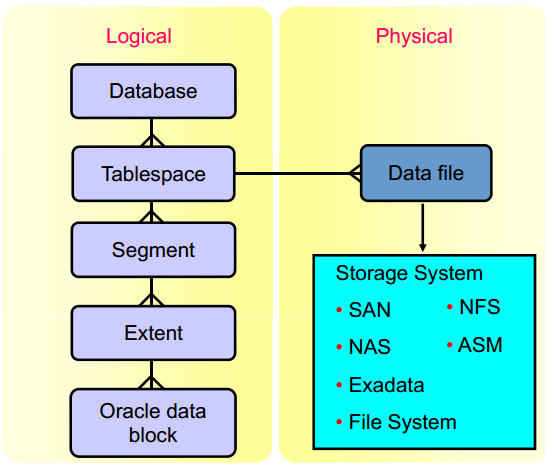 Logical
Database
Tablespace
Segment
Extent
Oracle data
block
Physical
Data file
Storage System
• SAN
• NAS
• Exadata
• File System
• NFS
• ASM